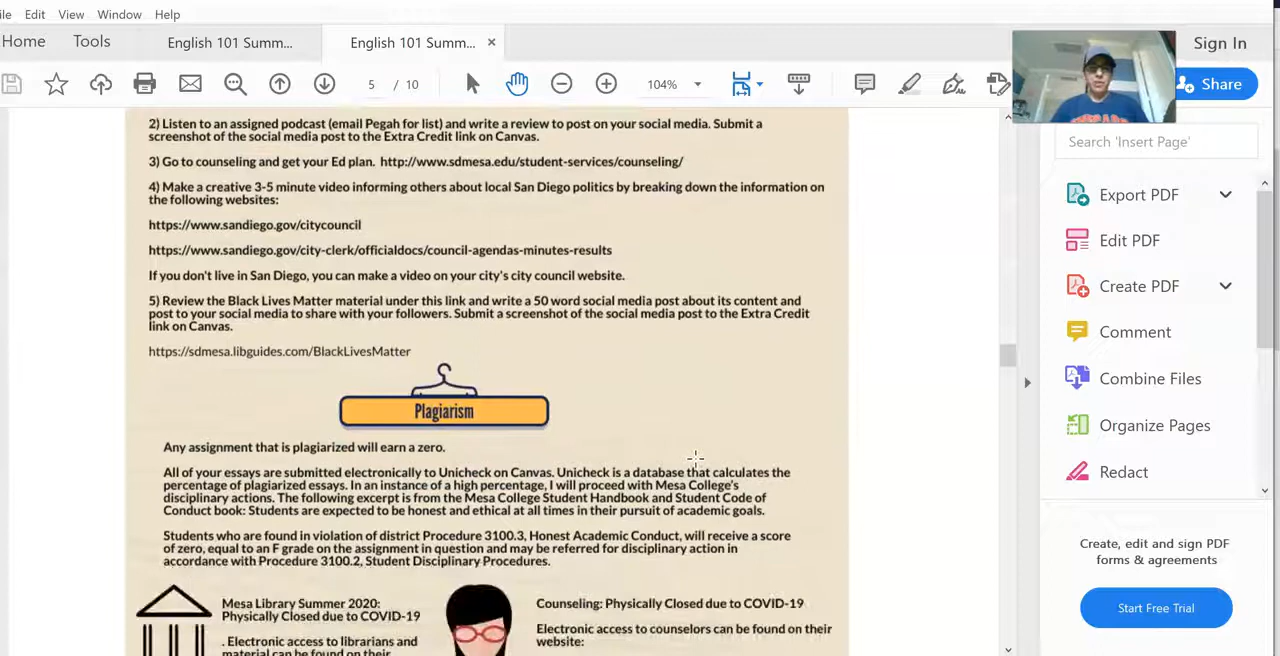 ile Edit View Window Help
Home Tools English 101 Summ... English 101 Summ... ×
5 / 10 104% Sign In Share
2) Listen to an assigned podcast (email Pegah for list) and write a review to post on your social media. Submit a
screenshot of the social media post to the Extra Credit link on Canvas.
3) Go to counseling and get your Ed plan. http://www.sdmesa.edu/student-services/counseling/
4) Make a creative 3-5 minute video informing others about local San Diego politics by breaking down the information on
the following websites:
https://www.sandiego.gov/citycouncil
https://www.sandiego.gov/city-clerk/officialdocs/council-agendas-minutes-results
If you don't live in San Diego, you can make a video on your city's city council website.
5) Review the Black Lives Matter material under this link and write a 50 word social media post about its content and
post to your social media to share with your followers. Submit a screenshot of the social media post to the Extra Credit
link on Canvas.
https://sdmesa.libguides.com/BlackLivesMatter
Plagiarism
Any assignment that is plagiarized will earn a zero.
All of your essays are submitted electronically to Unicheck on Canvas. Unicheck is a database that calculates the
percentage of plagiarized essays. In an instance of a high percentage, I will proceed with Mesa College's
disciplinary actions. The following excerpt is from the Mesa College Student Handbook and Student Code of
Conduct book: Students are expected to be honest and ethical at all times in their pursuit of academic goals.
Students who are found in violation of district Procedure 3100.3, Honest Academic Conduct, will receive a score
of zero, equal to an F grade on the assignment in question and may be referred for disciplinary action in
accordance with Procedure 3100.2, Student Disciplinary Procedures.
Mesa Library Summer 2020:
Physically Closed due to COVID-19
. Electronic access to librarians and
material can be found on their
Counseling: Physically Closed due to COVID-19
Electronic access to counselors can be found on their
website:
Search 'Insert Page'
Export PDF
Edit PDF
Create PDF
Comment
Combine Files
Organize Pages
Redact
Create, edit and sign PDF
forms & agreements
Start Free Trial